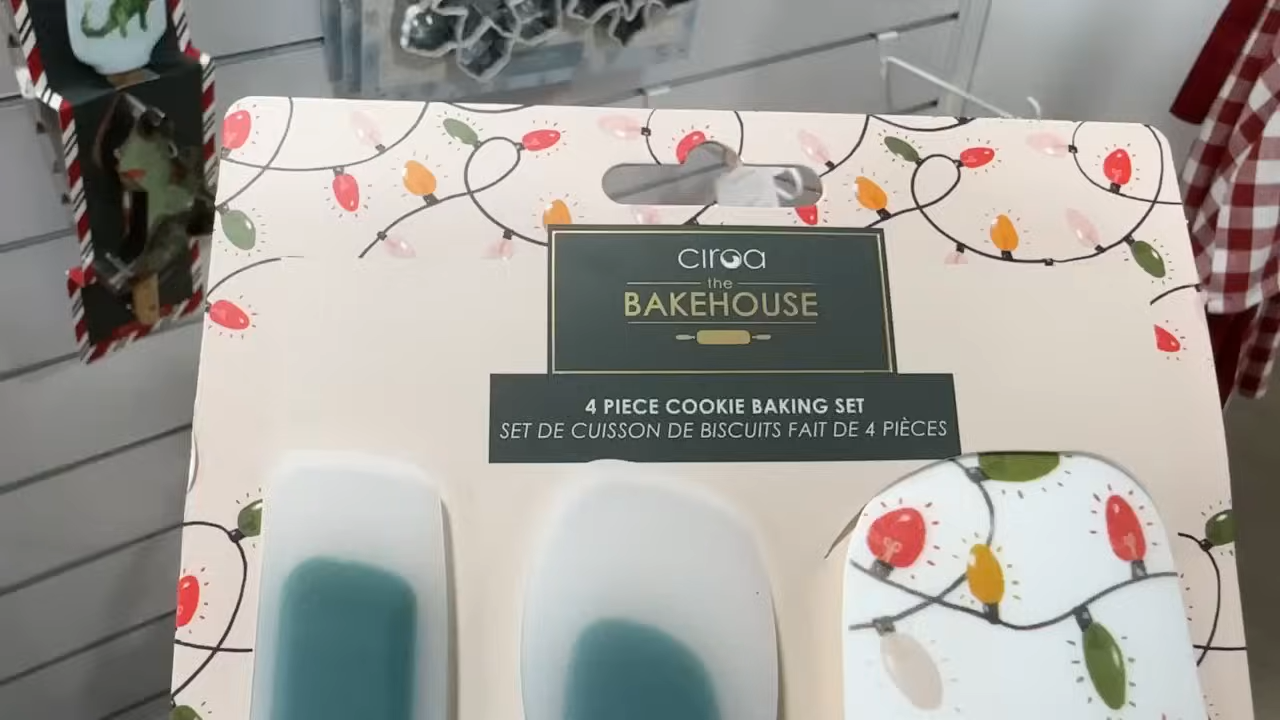 ciroa
the
BAKEHOUSE
4 PIECE COOKIE BAKING SET
SET DE CUISSON DE BISCUITS FAIT DE 4 PIÈCES